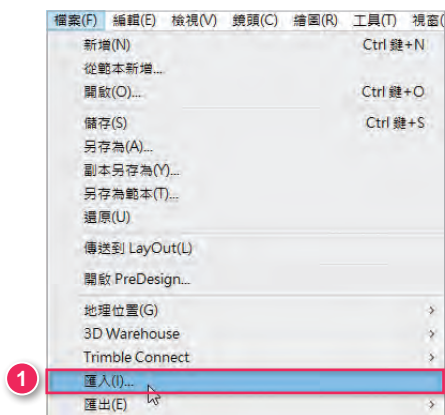 檔案(F) 編輯(E) 檢視(V) 鏡頭(C) 繪圖(R) 工具(T) 視窗(
新增(N) Ctrl 鍵+N
從範本新增...
開啟(O)... Ctrl 鍵+O
儲存(S) Ctrl 鍵+S
另存為(A)...
副本另存為(Y)...
另存為範本(T)...
還原(U)
傳送到 LayOut(L)
開啟 PreDesign...
地理位置(G)
3D Warehouse
Trimble Connect
1 匯入(I)...
匯出(E)